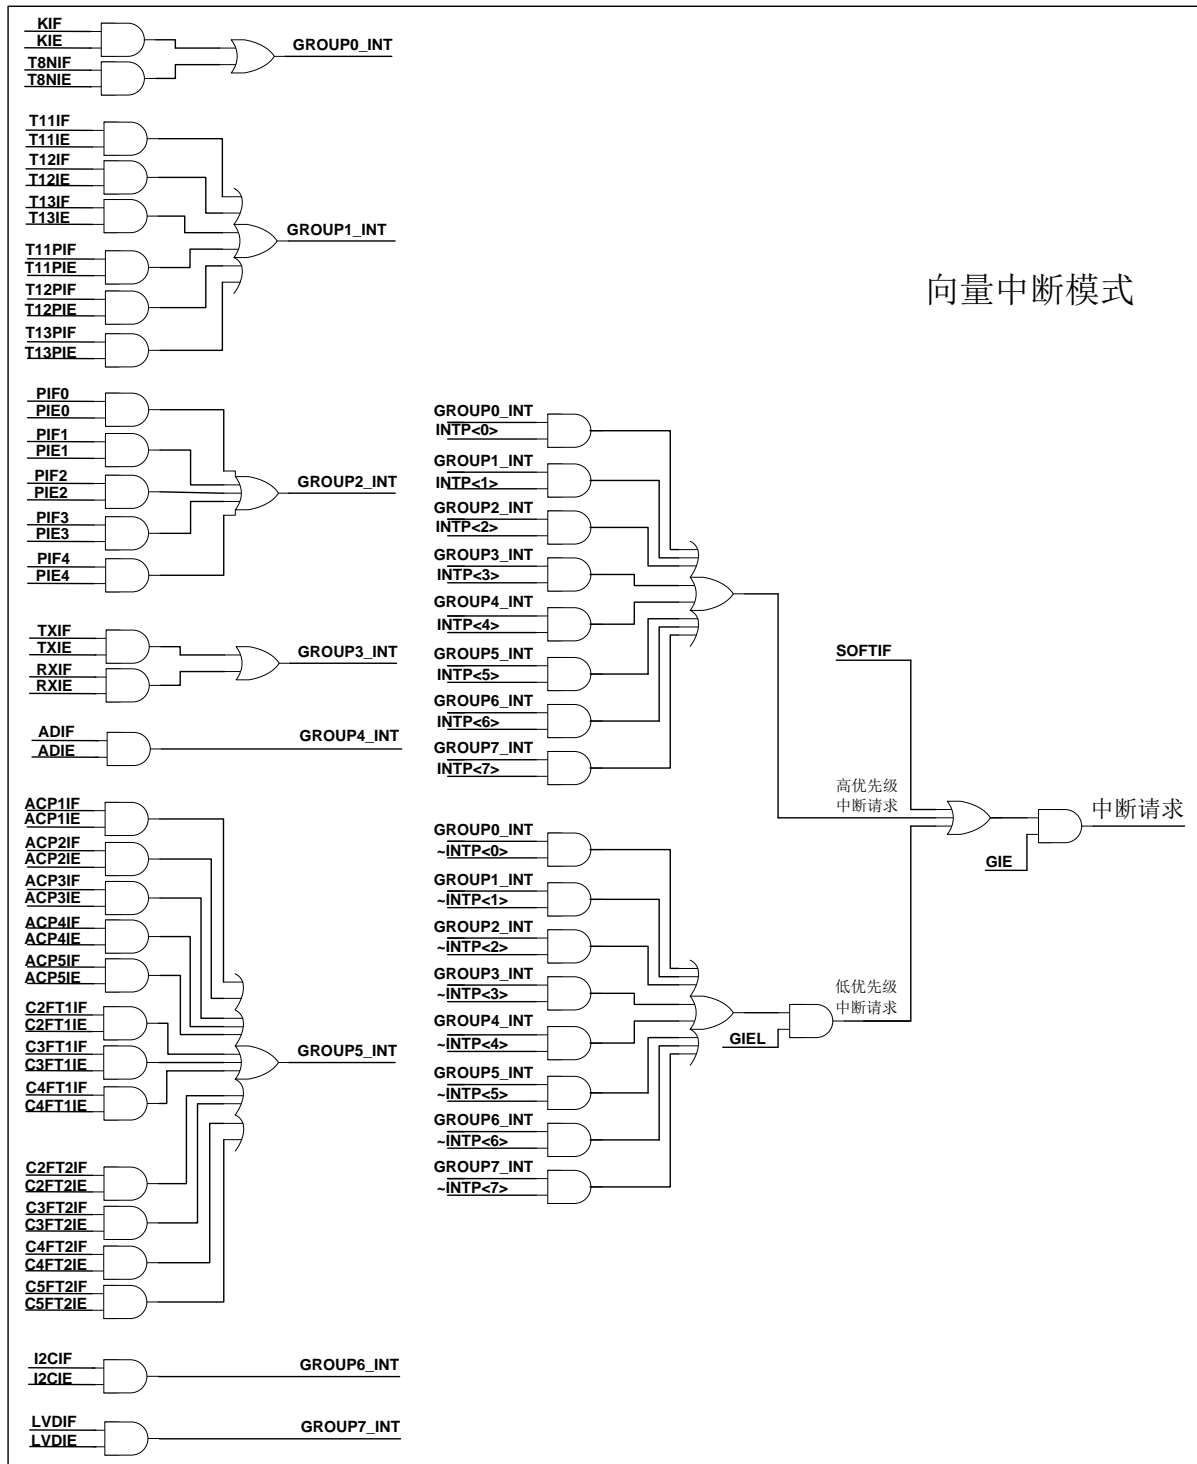 KIF
KIE
T8NIF
T8NIE
GROUP0_INT
T11IF
T11IE
T12IF
T12IE
T13IF
T13IE
T11PIF
T11PIE
T12PIF
T12PIE
T13PIF
T13PIE
GROUP1_INT
向量中断模式
PIF0
PIE0
PIF1
PIE1
PIF2
PIE2
PIF3
PIE3
PIF4
PIE4
GROUP2_INT
TXIF
TXIE
RXIF
RXIE
GROUP3_INT
ADIF
ADIE
GROUP4_INT
ACP1IF
ACP1IE
ACP2IF
ACP2IE
ACP3IF
ACP3IE
ACP4IF
ACP4IE
ACP5IF
ACP5IE
C2FT1IF
C2FT1IE
C3FT1IF
C3FT1IE
C4FT1IF
C4FT1IE
C2FT2IF
C2FT2IE
C3FT2IF
C3FT2IE
C4FT2IF
C4FT2IE
C5FT2IF
C5FT2IE
GROUP5_INT
I2CIF
I2CIE
GROUP6_INT
LVDIF
LVDIE
GROUP7_INT
GROUP0_INT
INTP<0>
GROUP1_INT
INTP<1>
GROUP2_INT
INTP<2>
GROUP3_INT
INTP<3>
GROUP4_INT
INTP<4>
GROUP5_INT
INTP<5>
GROUP6_INT
INTP<6>
GROUP7_INT
INTP<7>
GROUP0_INT
~INTP<0>
GROUP1_INT
~INTP<1>
GROUP2_INT
~INTP<2>
GROUP3_INT
~INTP<3>
GROUP4_INT
~INTP<4>
GROUP5_INT
~INTP<5>
GROUP6_INT
~INTP<6>
GROUP7_INT
~INTP<7>
GIEL
SOFTIF
高优先级
中断请求
低优先级
中断请求
GIE
中断请求